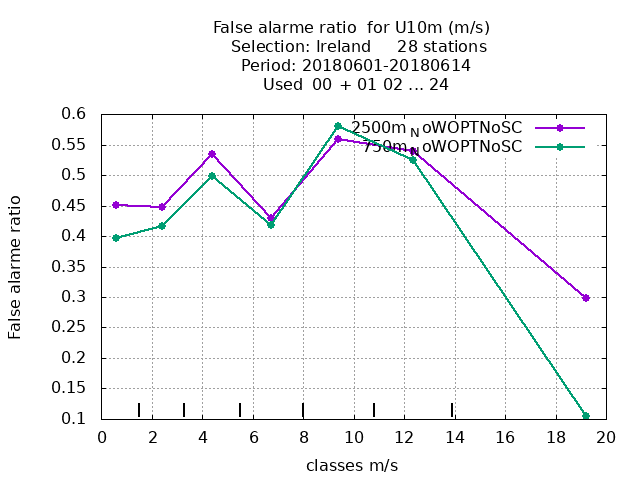 False alarme ratio  for U10m (m/s)
Selection: Ireland     28 stations
Period: 20180601-20180614
Used  00 + 01 02 ... 24
2500m NoWOPTNoSC
750m NoWOPTNoSC
0.6
0.55
0.5
0.45
0.4
0.35
0.3
0.25
0.2
0.15
0.1
False alarme ratio
0 2 4 6 8 10 12 14 16 18 20
classes m/s